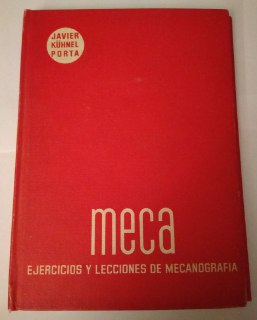 JAVIER
KÜHNEL
PORTA
meca
EJERCICIOS Y LECCIONES DE MECANOGRAFIA